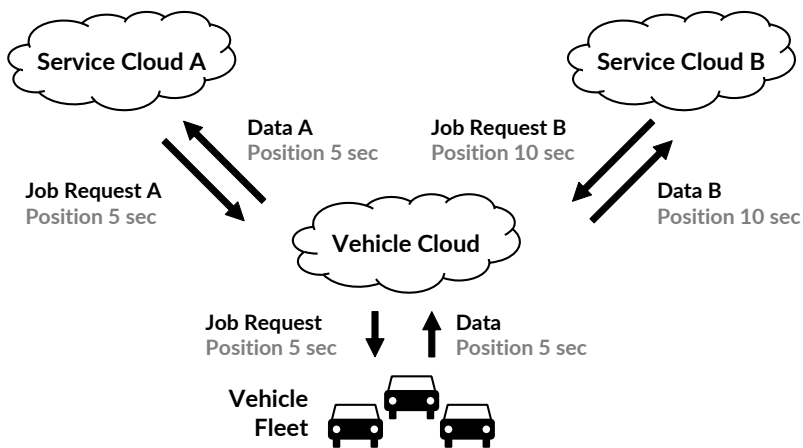 Service Cloud A
Service Cloud B
Data A
Position 5 sec
Job Request B
Position 10 sec
Job Request A
Position 5 sec
Data B
Position 10 sec
Vehicle Cloud
Job Request
Position 5 sec
Data
Position 5 sec
Vehicle
Fleet